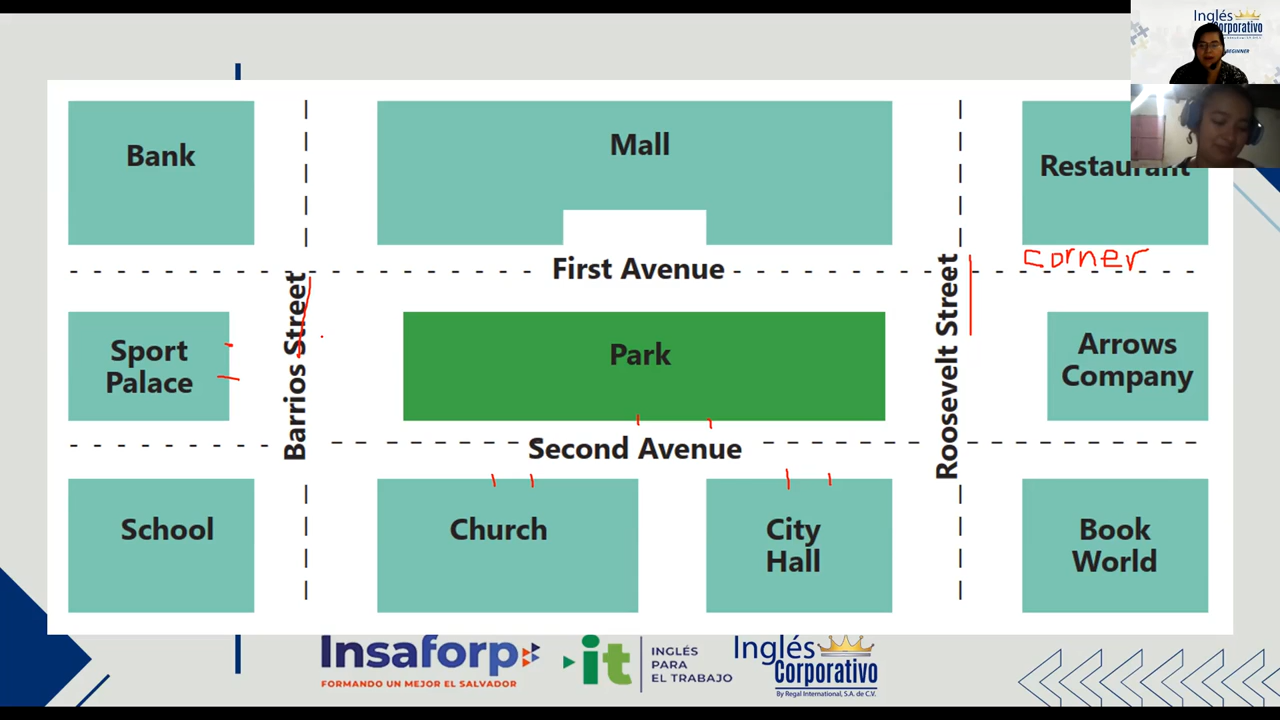 Inglés
Corporativo
BEGINNER
Bank
Mall
Restaurant
corner
First Avenue
Barrios Street
Roosevelt Street
Sport
Palace
Park
Arrows
Company
Second Avenue
School
Church
City
Hall
Book
World
Insaforp
FORMANDO UN MEJOR EL SALVADOR
it
INGLÉS
PARA
EL TRABAJO
Inglés
Corporativo
By Regal International, S.A. de C.V.